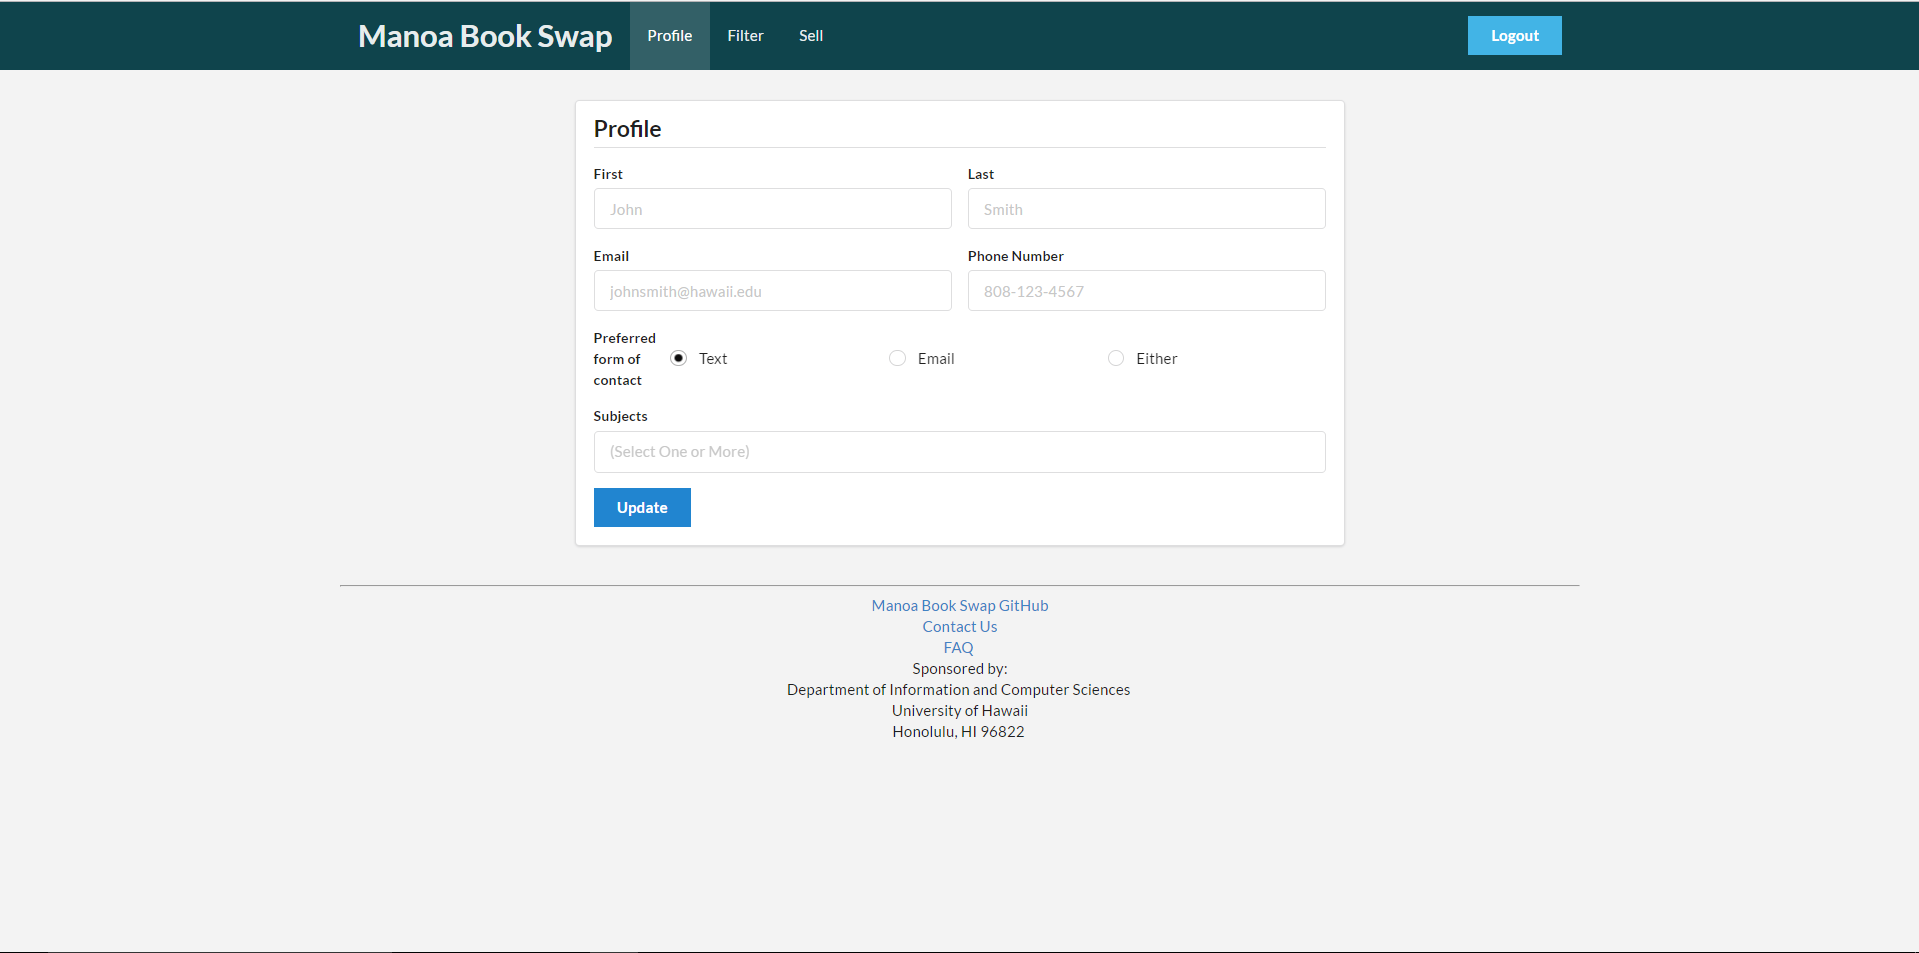 Manoa Book Swap Profile Filter Sell Logout
Profile
First Last
John Smith
Email Phone Number
johnsmith@hawaii.edu 808-123-4567
Preferred
form of
contact
Text Email Either
Subjects
(Select One or More)
Update
Manoa Book Swap GitHub
Contact Us
FAQ
Sponsored by:
Department of Information and Computer Sciences
University of Hawaii
Honolulu, HI 96822